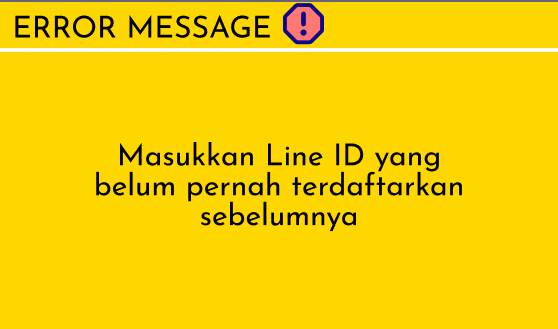 ERROR MESSAGE
Masukkan Line ID yang
belum pernah terdaftarkan
sebelumnya